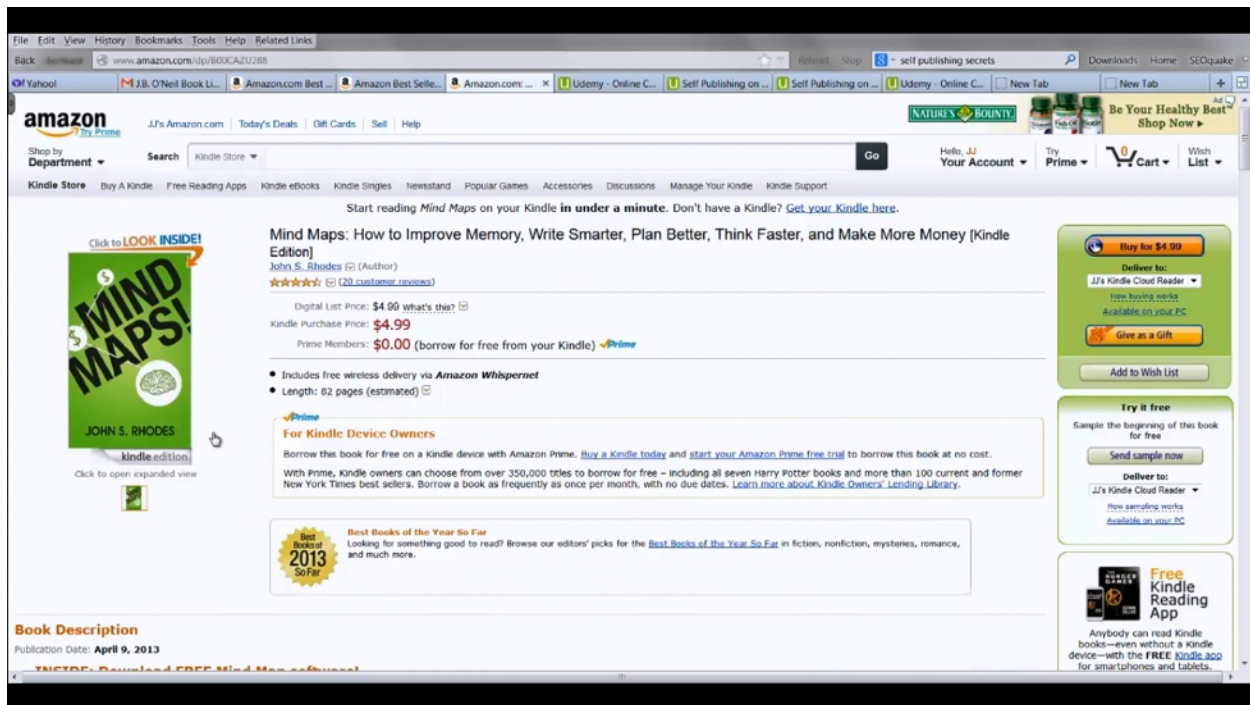 File Edit View History Bookmarks Tools Help Related Links
Back www.amazon.com/dp/B00CAZU288 Reload Stop self publishing secrets Downloads Home SEOquake
Yahoo! J.B. O'Neil Book Li... Amazon.com Best ... Amazon Best Selle... Amazon.com: ... Udemy - Online C... Self Publishing on ... Self Publishing on ... Udemy - Online C... New Tab New Tab
amazon
Try Prime
JJ's Amazon.com Today's Deals Gift Cards Sell Help
NATURE'S BOUNTY
Be Your Healthy Best
Shop Now
Ad
Shop by
Department
Search Kindle Store Go
Hello, JJ
Your Account
Try
Prime
0
Cart
Wish
List
Kindle Store Buy A Kindle Free Reading Apps Kindle eBooks Kindle Singles Newsstand Popular Games Accessories Discussions Manage Your Kindle Kindle Support
Start reading Mind Maps on your Kindle in under a minute. Don't have a Kindle? Get your Kindle here.
Click to LOOK INSIDE!
MIND
MAPS!
JOHN S. RHODES
kindle edition
Click to open expanded view
Mind Maps: How to Improve Memory, Write Smarter, Plan Better, Think Faster, and Make More Money [Kindle
Edition]
John S. Rhodes (Author)
(20 customer reviews)
Digital List Price: $4.99 What's this?
Kindle Purchase Price: $4.99
Prime Members: $0.00 (borrow for free from your Kindle) Prime
• Includes free wireless delivery via Amazon Whispernet
• Length: 82 pages (estimated)
Prime
For Kindle Device Owners
Borrow this book for free on a Kindle device with Amazon Prime. Buy a Kindle today and start your Amazon Prime free trial to borrow this book at no cost.
With Prime, Kindle owners can choose from over 350,000 titles to borrow for free – including all seven Harry Potter books and more than 100 current and former
New York Times best sellers. Borrow a book as frequently as once per month, with no due dates. Learn more about Kindle Owners' Lending Library.
Best
Books of
2013
So Far
Best Books of the Year So Far
Looking for something good to read? Browse our editors' picks for the Best Books of the Year So Far in fiction, nonfiction, mysteries, romance,
and much more.
Buy for $4.99
Deliver to:
JJ's Kindle Cloud Reader
How buying works
Available on your PC
Give as a Gift
Add to Wish List
Try it free
Sample the beginning of this book
for free
Send sample now
Deliver to:
JJ's Kindle Cloud Reader
How sampling works
Available on your PC
THE HUNGER GAMES
Free
Kindle
Reading
App
Anybody can read Kindle
books—even without a Kindle
device—with the FREE Kindle app
for smartphones and tablets.
Book Description
Publication Date: April 9, 2013
INSIDE: Download FREE Mind Map software!